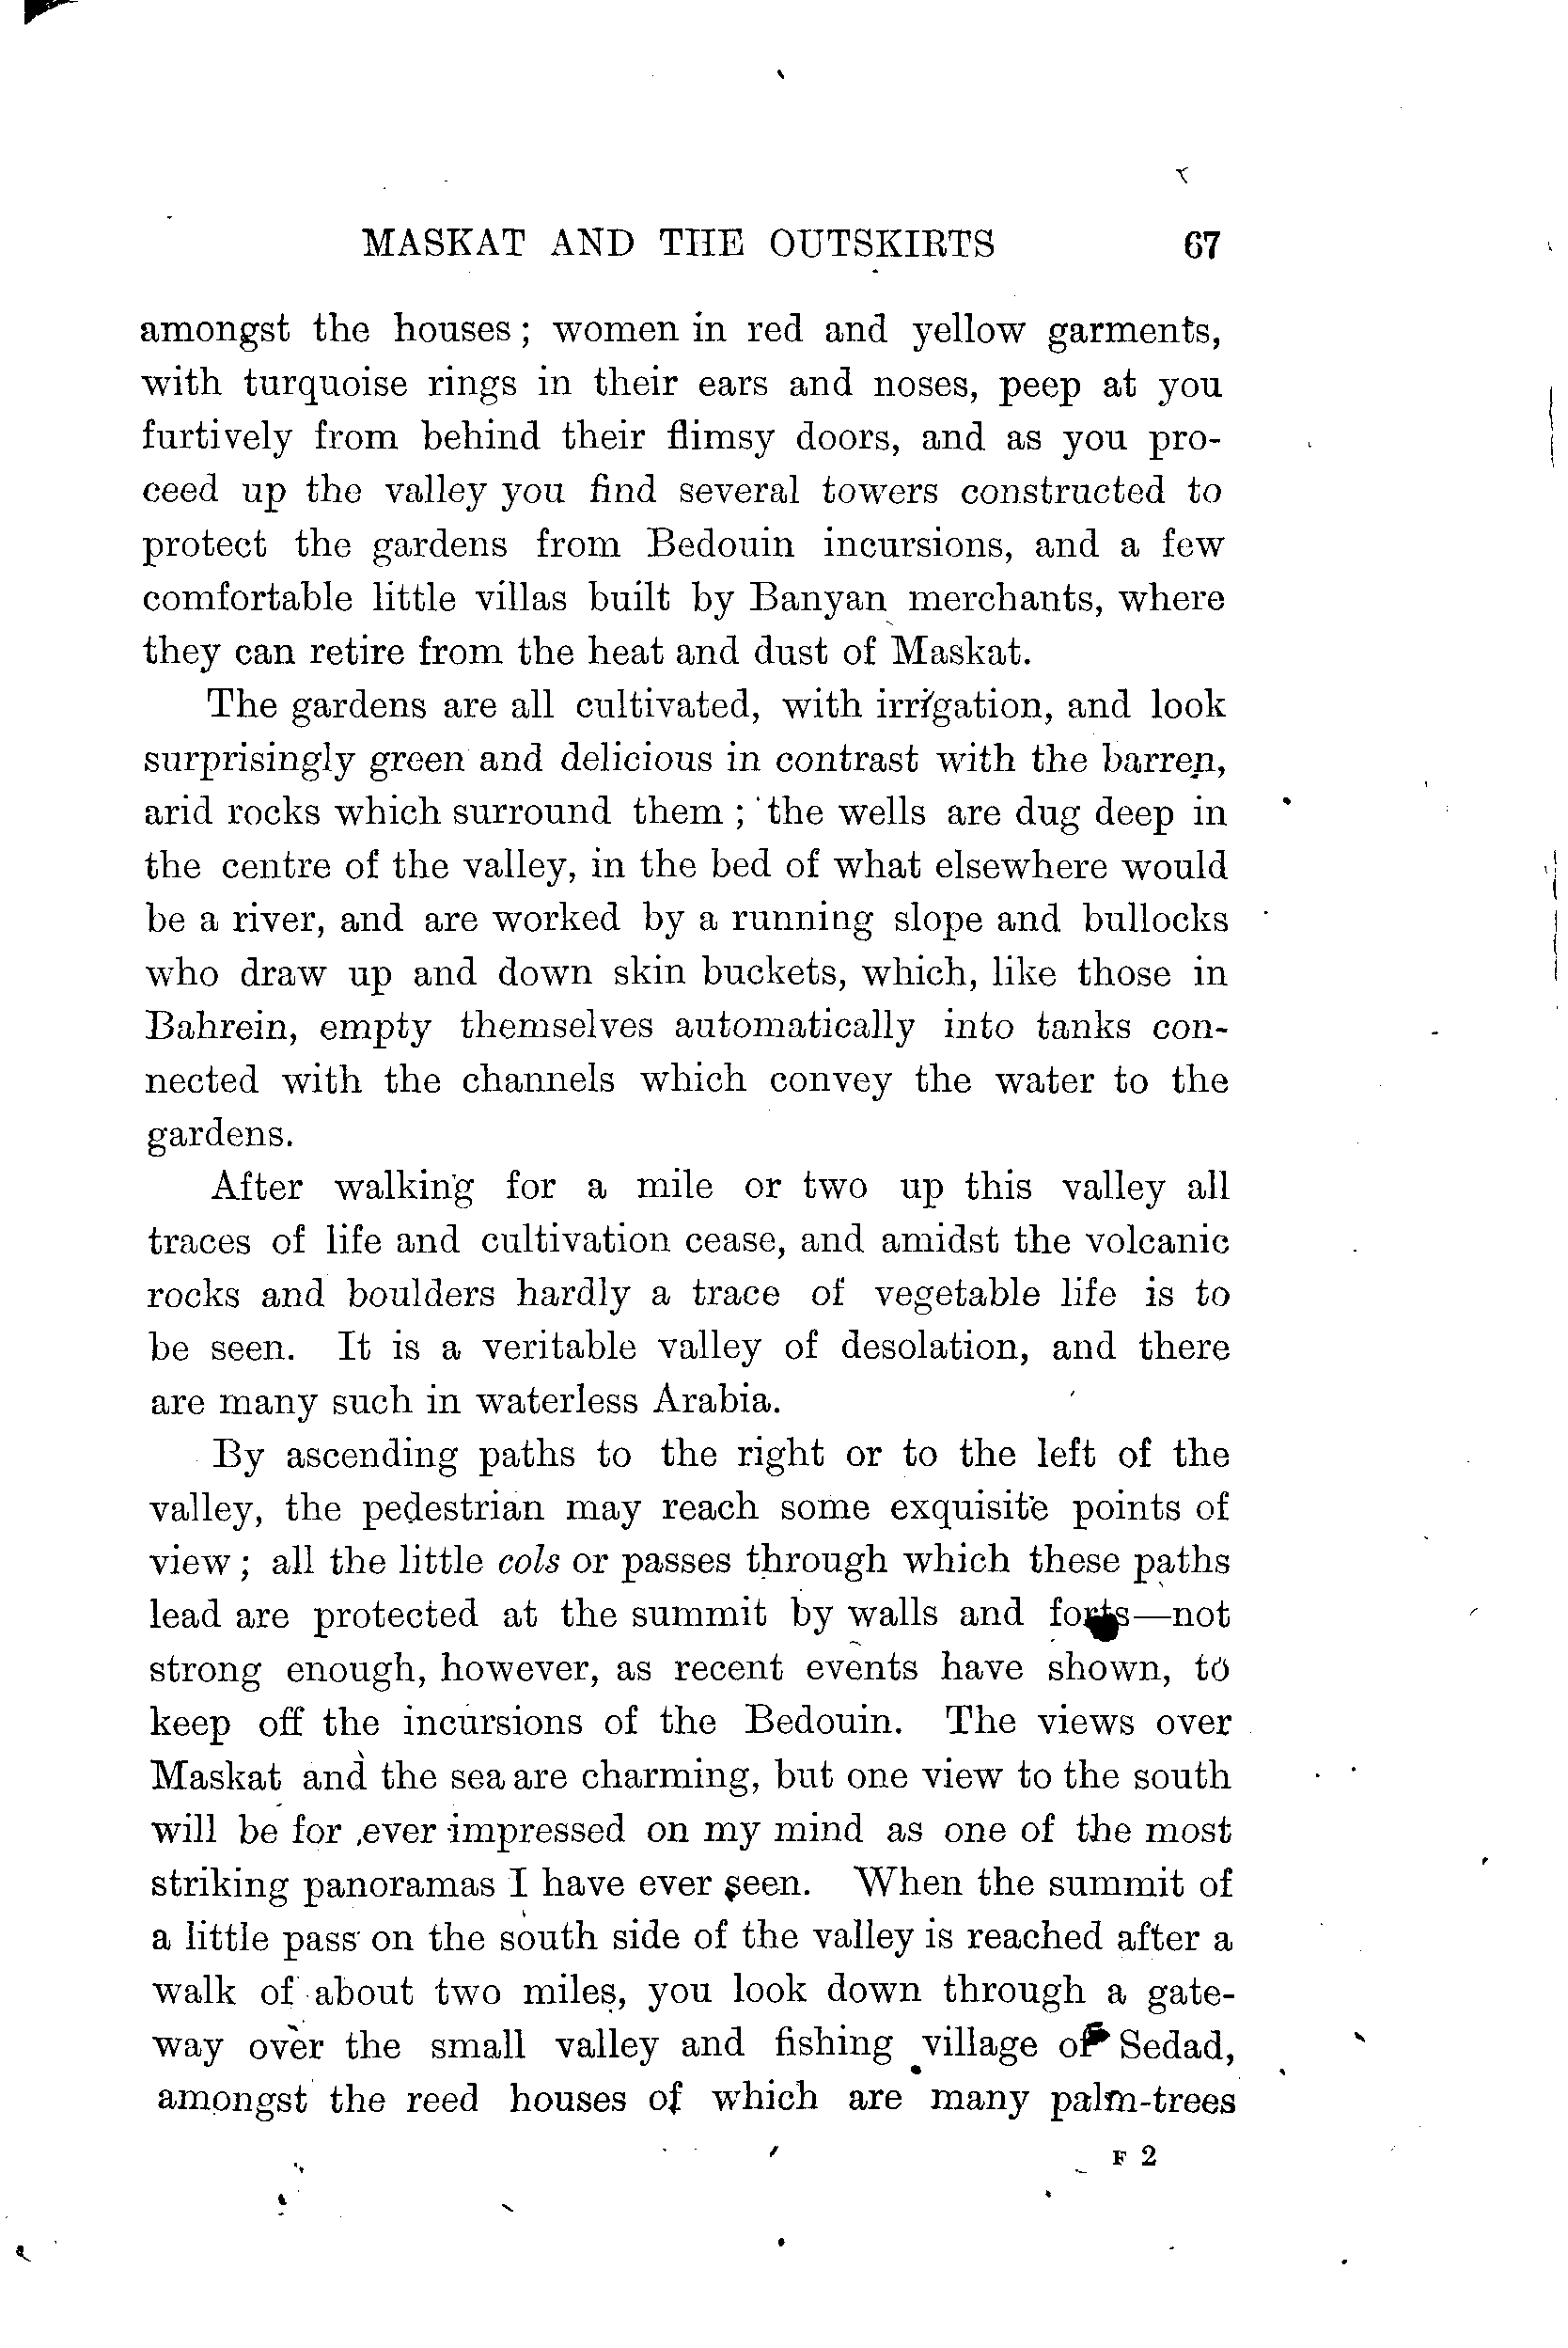 MASKAT AND THE OUTSKIRTS 67
amongst the houses; women in red and yellow garments,
with turquoise rings in their ears and noses, peep at you
furtively from behind their flimsy doors, and as you pro-
ceed up the valley you find several towers constructed to
protect the gardens from Bedouin incursions, and a few
comfortable little villas built by Banyan merchants, where
they can retire from the heat and dust of Maskat.
The gardens are all cultivated, with irrigation, and look
surprisingly green and delicious in contrast with the barren,
arid rocks which surround them; the wells are dug deep in
the centre of the valley, in the bed of what elsewhere would
be a river, and are worked by a running slope and bullocks
who draw up and down skin buckets, which, like those in
Bahrein, empty themselves automatically into tanks con-
nected with the channels which convey the water to the
gardens.
After walking for a mile or two up this valley all
traces of life and cultivation cease, and amidst the volcanic
rocks and boulders hardly a trace of vegetable life is to
be seen. It is a veritable valley of desolation, and there
are many such in waterless Arabia.
By ascending paths to the right or to the left of the
valley, the pedestrian may reach some exquisite points of
view; all the little cols or passes through which these paths
lead are protected at the summit by walls and forts—not
strong enough, however, as recent events have shown, to
keep off the incursions of the Bedouin. The views over
Maskat and the sea are charming, but one view to the south
will be for ever impressed on my mind as one of the most
striking panoramas I have ever seen. When the summit of
a little pass on the south side of the valley is reached after a
walk of about two miles, you look down through a gate-
way over the small valley and fishing village of Sedad,
amongst the reed houses of which are many palm-trees
F 2